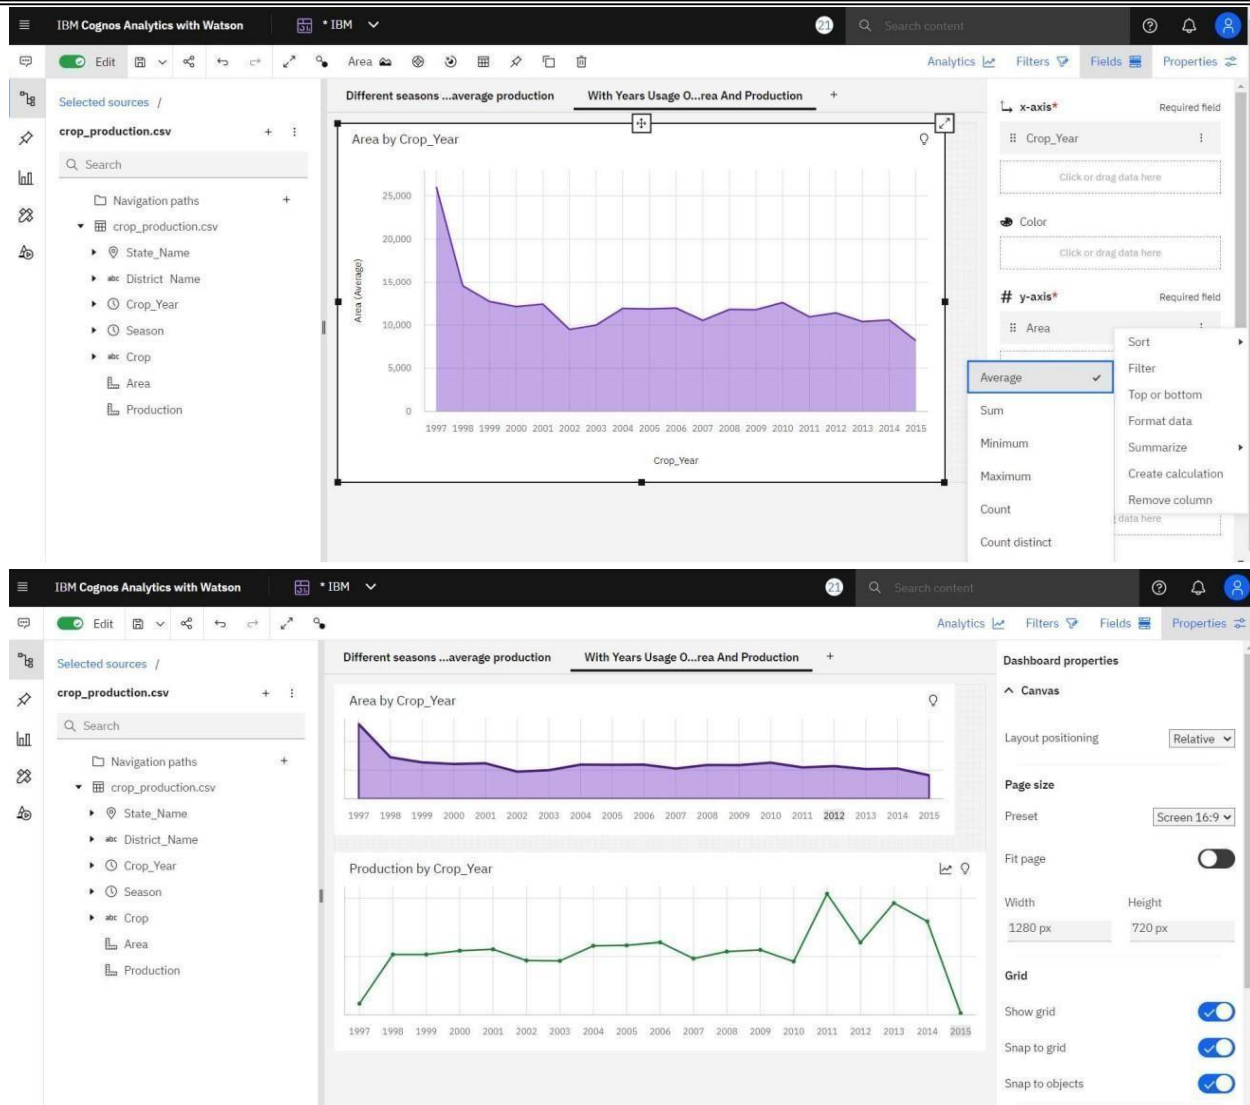 IBM Cognos Analytics with Watson
* IBM
21
Search content
Edit
Area
Analytics
Filters
Fields
Properties
Selected sources /
crop_production.csv
Search
Navigation paths
crop_production.csv
State_Name
abc District Name
Crop_Year
Season
abc Crop
Area
Production
Different seasons ...average production
With Years Usage O...rea And Production
Area by Crop_Year
25,000
20,000
15,000
10,000
5,000
0
Area (Average)
1997 1998 1999 2000 2001 2002 2003 2004 2005 2006 2007 2008 2009 2010 2011 2012 2013 2014 2015
Crop_Year
x-axis*
Required field
Crop_Year
Click or drag data here
Color
Click or drag data here
# y-axis*
Required field
Area
Average
Sum
Minimum
Maximum
Count
Count distinct
Sort
Filter
Top or bottom
Format data
Summarize
Create calculation
Remove column
data here
IBM Cognos Analytics with Watson
* IBM
21
Search content
Edit
Analytics
Filters
Fields
Properties
Selected sources /
crop_production.csv
Search
Navigation paths
crop_production.csv
State_Name
abc District_Name
Crop_Year
Season
abc Crop
Area
Production
Different seasons ...average production
With Years Usage O...rea And Production
Area by Crop_Year
1997 1998 1999 2000 2001 2002 2003 2004 2005 2006 2007 2008 2009 2010 2011 2012 2013 2014 2015
Production by Crop_Year
1997 1998 1999 2000 2001 2002 2003 2004 2005 2006 2007 2008 2009 2010 2011 2012 2013 2014 2015
Dashboard properties
Canvas
Layout positioning
Relative
Page size
Preset
Screen 16:9
Fit page
Width
Height
1280 px
720 px
Grid
Show grid
Snap to grid
Snap to objects